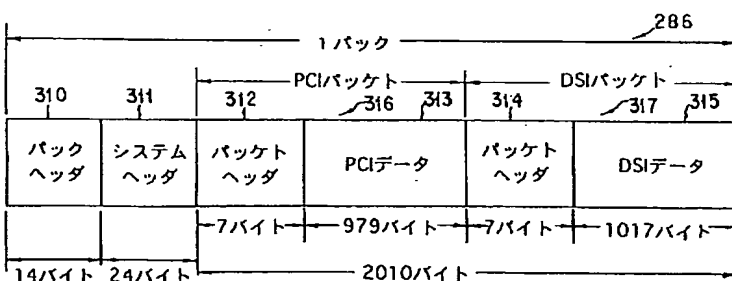 286
1パック
PCIパケット
DSIパケット
310
311
312
316
313
314
317
315
パック
ヘッダ
システム
ヘッダ
パケット
ヘッダ
PCIデータ
パケット
ヘッダ
DSIデータ
7バイト
979バイト
7バイト
1017バイト
14バイト
24バイト
2010バイト